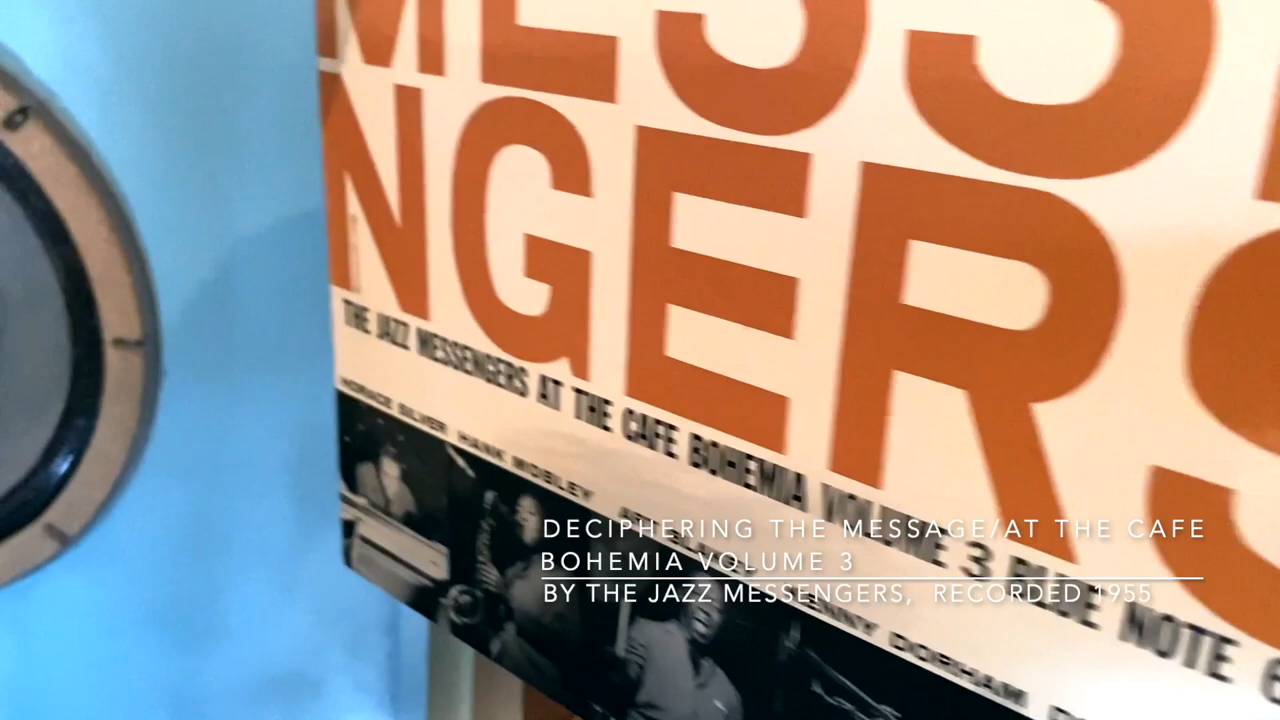 MESS
NGERS
THE JAZZ MESSENGERS AT THE CAFE BOHEMIA VOLUME 3 BLUE NOTE 6
HORACE SILVER HANK MOBLEY KENNY DORHAM
DECIPHERING THE MESSAGE/AT THE CAFE
BOHEMIA VOLUME 3
BY THE JAZZ MESSENGERS, RECORDED 1955